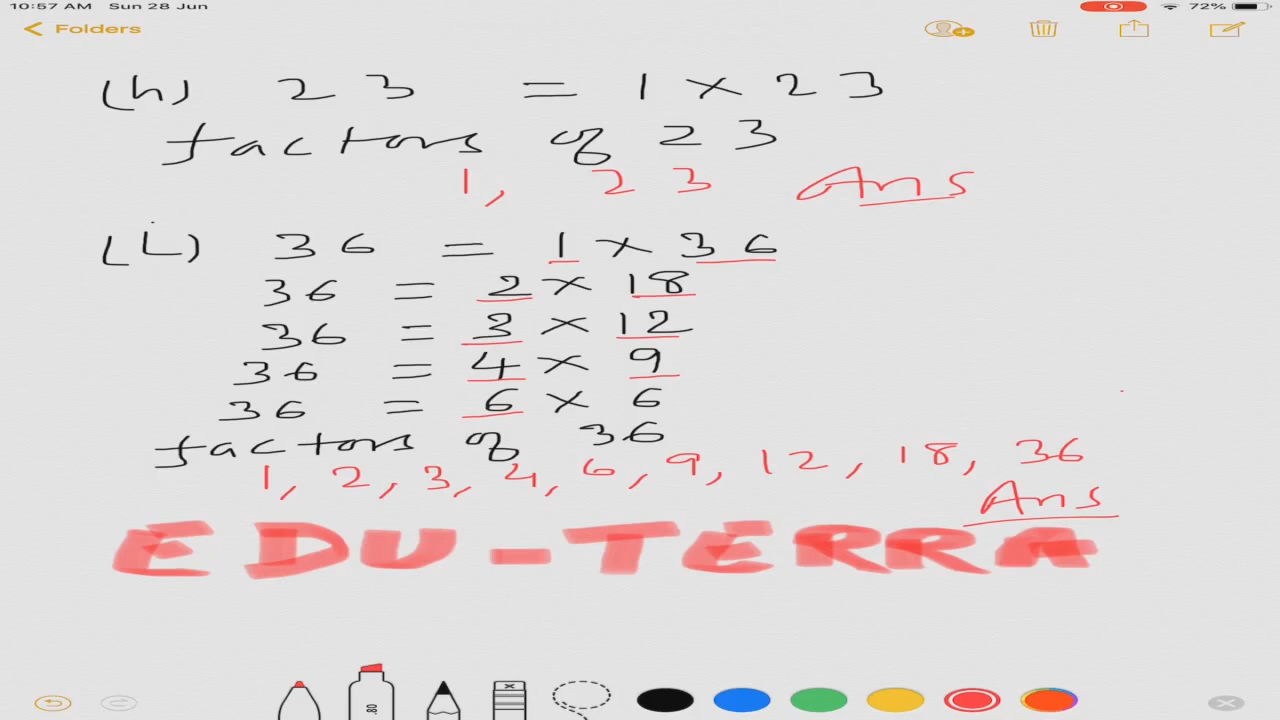 10:57 AM Sun 28 Jun 72%
Folders
(h) 23 = 1 × 23
factors of 23
1, 23 Ans
(i) 36 = 1 × 36
36 = 2 × 18
36 = 3 × 12
36 = 4 × 9
36 = 6 × 6
factors of 36
1, 2, 3, 4, 6, 9, 12, 18, 36
Ans
EDU-TERRA
.80